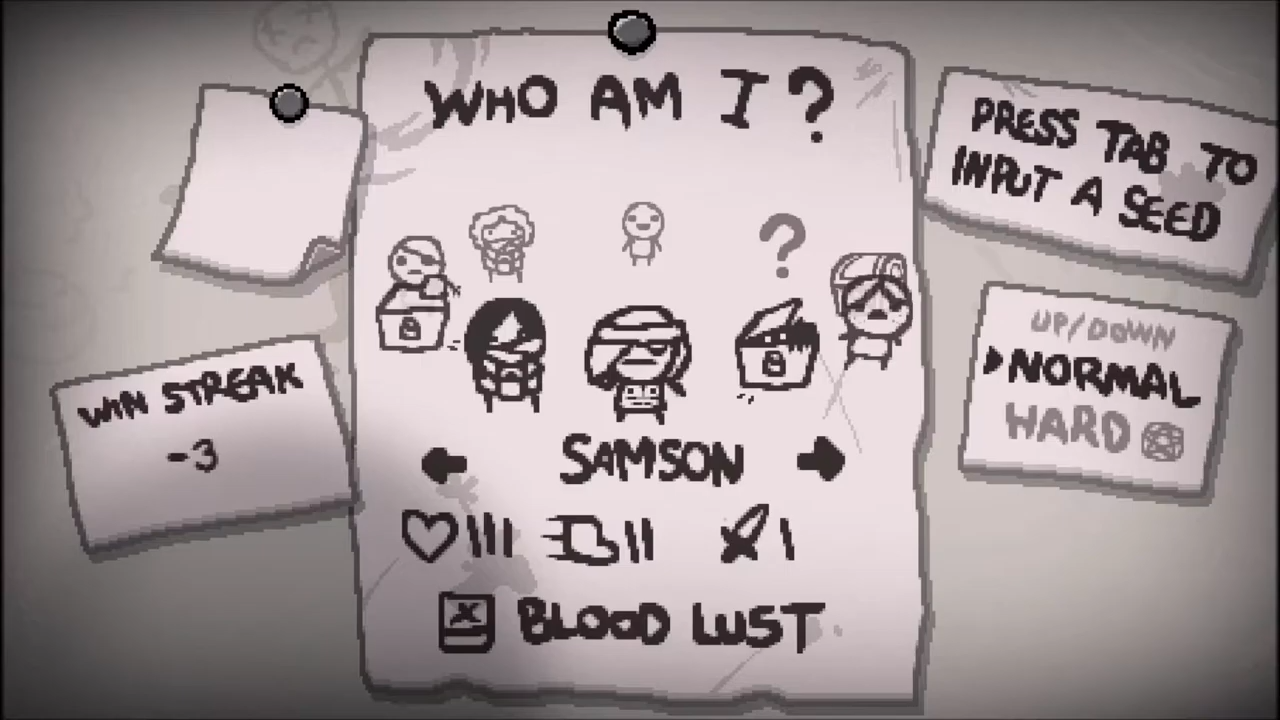 WHO AM I?
PRESS TAB TO
INPUT A SEED
?
UP/DOWN
NORMAL
HARD
WIN STREAK
-3
SAMSON
BLOOD LUST